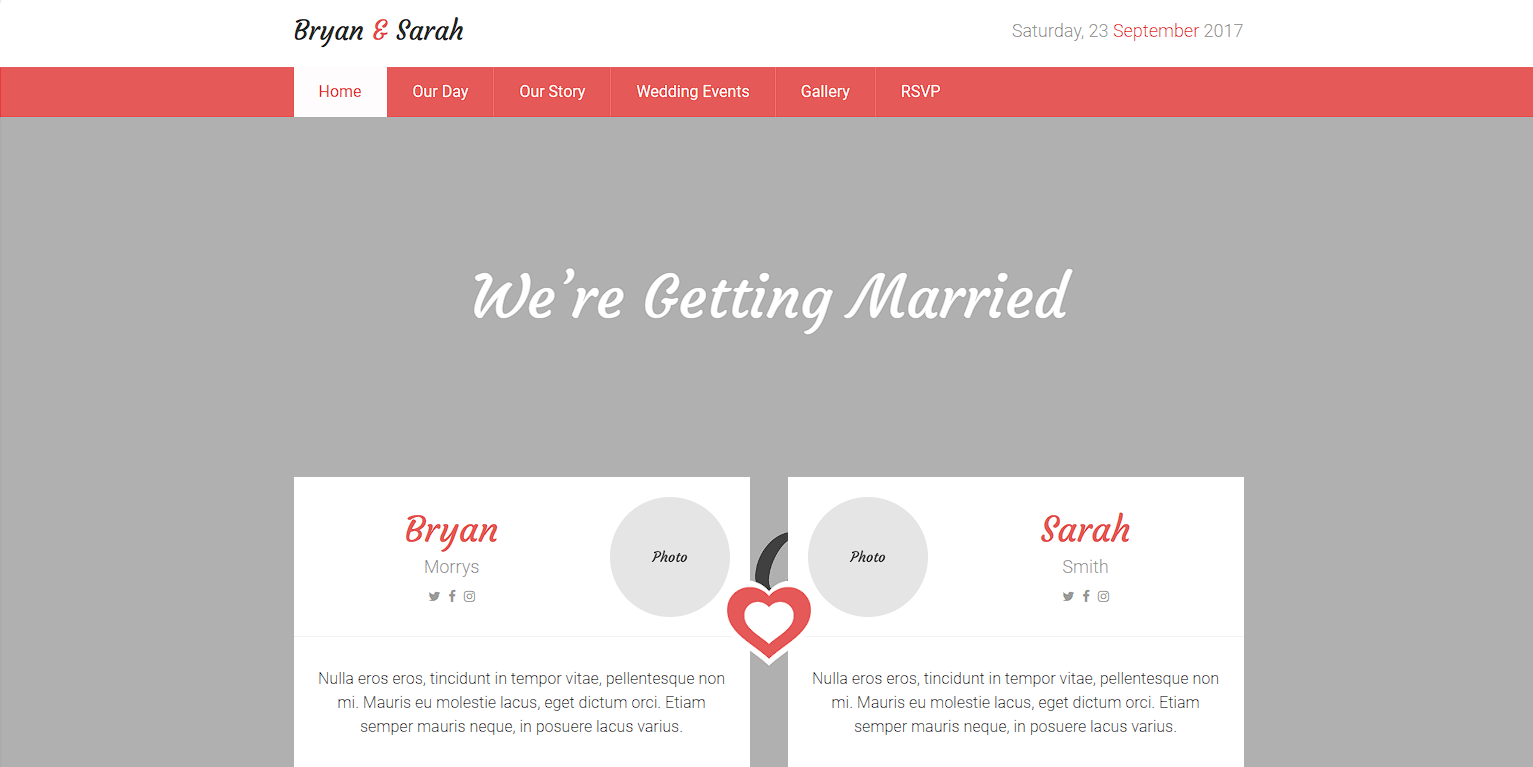 Bryan & Sarah
Saturday, 23 September 2017
Home
Our Day
Our Story
Wedding Events
Gallery
RSVP
We’re Getting Married
Bryan
Morrys
Photo
Nulla eros eros, tincidunt in tempor vitae, pellentesque non
mi. Mauris eu molestie lacus, eget dictum orci. Etiam
semper mauris neque, in posuere lacus varius.
Photo
Sarah
Smith
Nulla eros eros, tincidunt in tempor vitae, pellentesque non
mi. Mauris eu molestie lacus, eget dictum orci. Etiam
semper mauris neque, in posuere lacus varius.